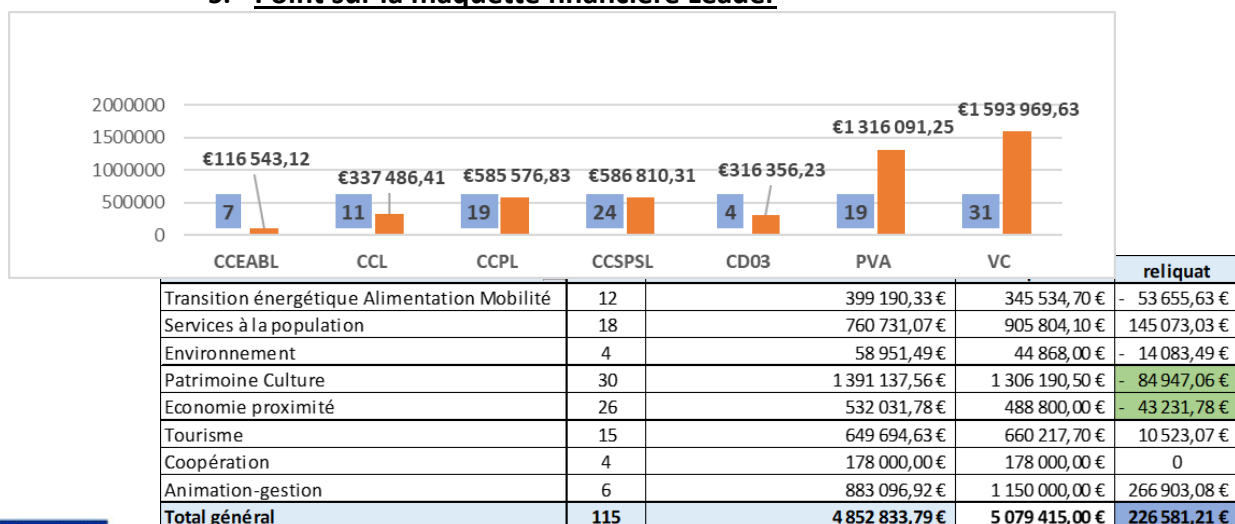 3. Point sur la maquette financière Leader
2000000
1500000
1000000
500000
0
€116 543,12
€337 486,41
€585 576,83
€586 810,31
€316 356,23
€1 316 091,25
€1 593 969,63
7
11
19
24
4
19
31
CCEABL CCL CCPL CCSPSL CD03 PVA VC
reliquat
Transition énergétique Alimentation Mobilité 12 399 190,33 € 345 534,70 € - 53 655,63 €
Services à la population 18 760 731,07 € 905 804,10 € 145 073,03 €
Environnement 4 58 951,49 € 44 868,00 € - 14 083,49 €
Patrimoine Culture 30 1 391 137,56 € 1 306 190,50 € - 84 947,06 €
Economie proximité 26 532 031,78 € 488 800,00 € - 43 231,78 €
Tourisme 15 649 694,63 € 660 217,70 € 10 523,07 €
Coopération 4 178 000,00 € 178 000,00 € 0
Animation-gestion 6 883 096,92 € 1 150 000,00 € 266 903,08 €
Total général 115 4 852 833,79 € 5 079 415,00 € 226 581,21 €